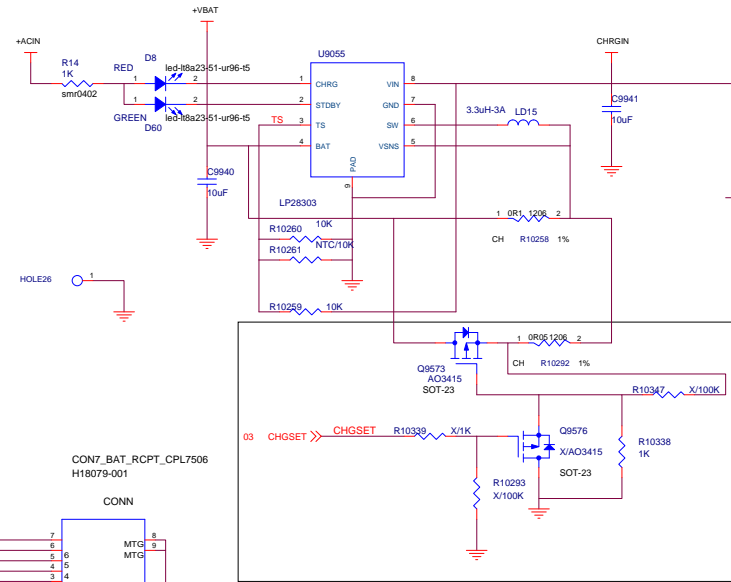 +VBAT
+ACIN
R14
1K
smr0402
RED
D8
led-lt8a23-51-ur96-t5
1
2
1
2
GREEN
D60
led-lt8a23-51-ur96-t5
U9055
1
CHRG
VIN
8
2
STDBY
GND
7
TS
3
TS
SW
6
4
BAT
VSNS
5
PAD
9
3.3uH-3A
LD15
CHRGIN
C9941
10uF
C9940
10uF
LP28303
R10260
10K
R10261
NTC/10K
R10259
10K
1
0R1
1206
2
CH
R10258
1%
HOLE26
1
1
0R05
1206
2
CH
R10292
1%
Q9573
AO3415
SOT-23
R10347
X/100K
03
CHGSET
CHGSET
R10339
X/1K
Q9576
X/AO3415
SOT-23
R10338
1K
R10293
X/100K
CON7_BAT_RCPT_CPL7506
H18079-001
CONN
7
8
MTG
6
9
MTG
5
6
4
5
3
4